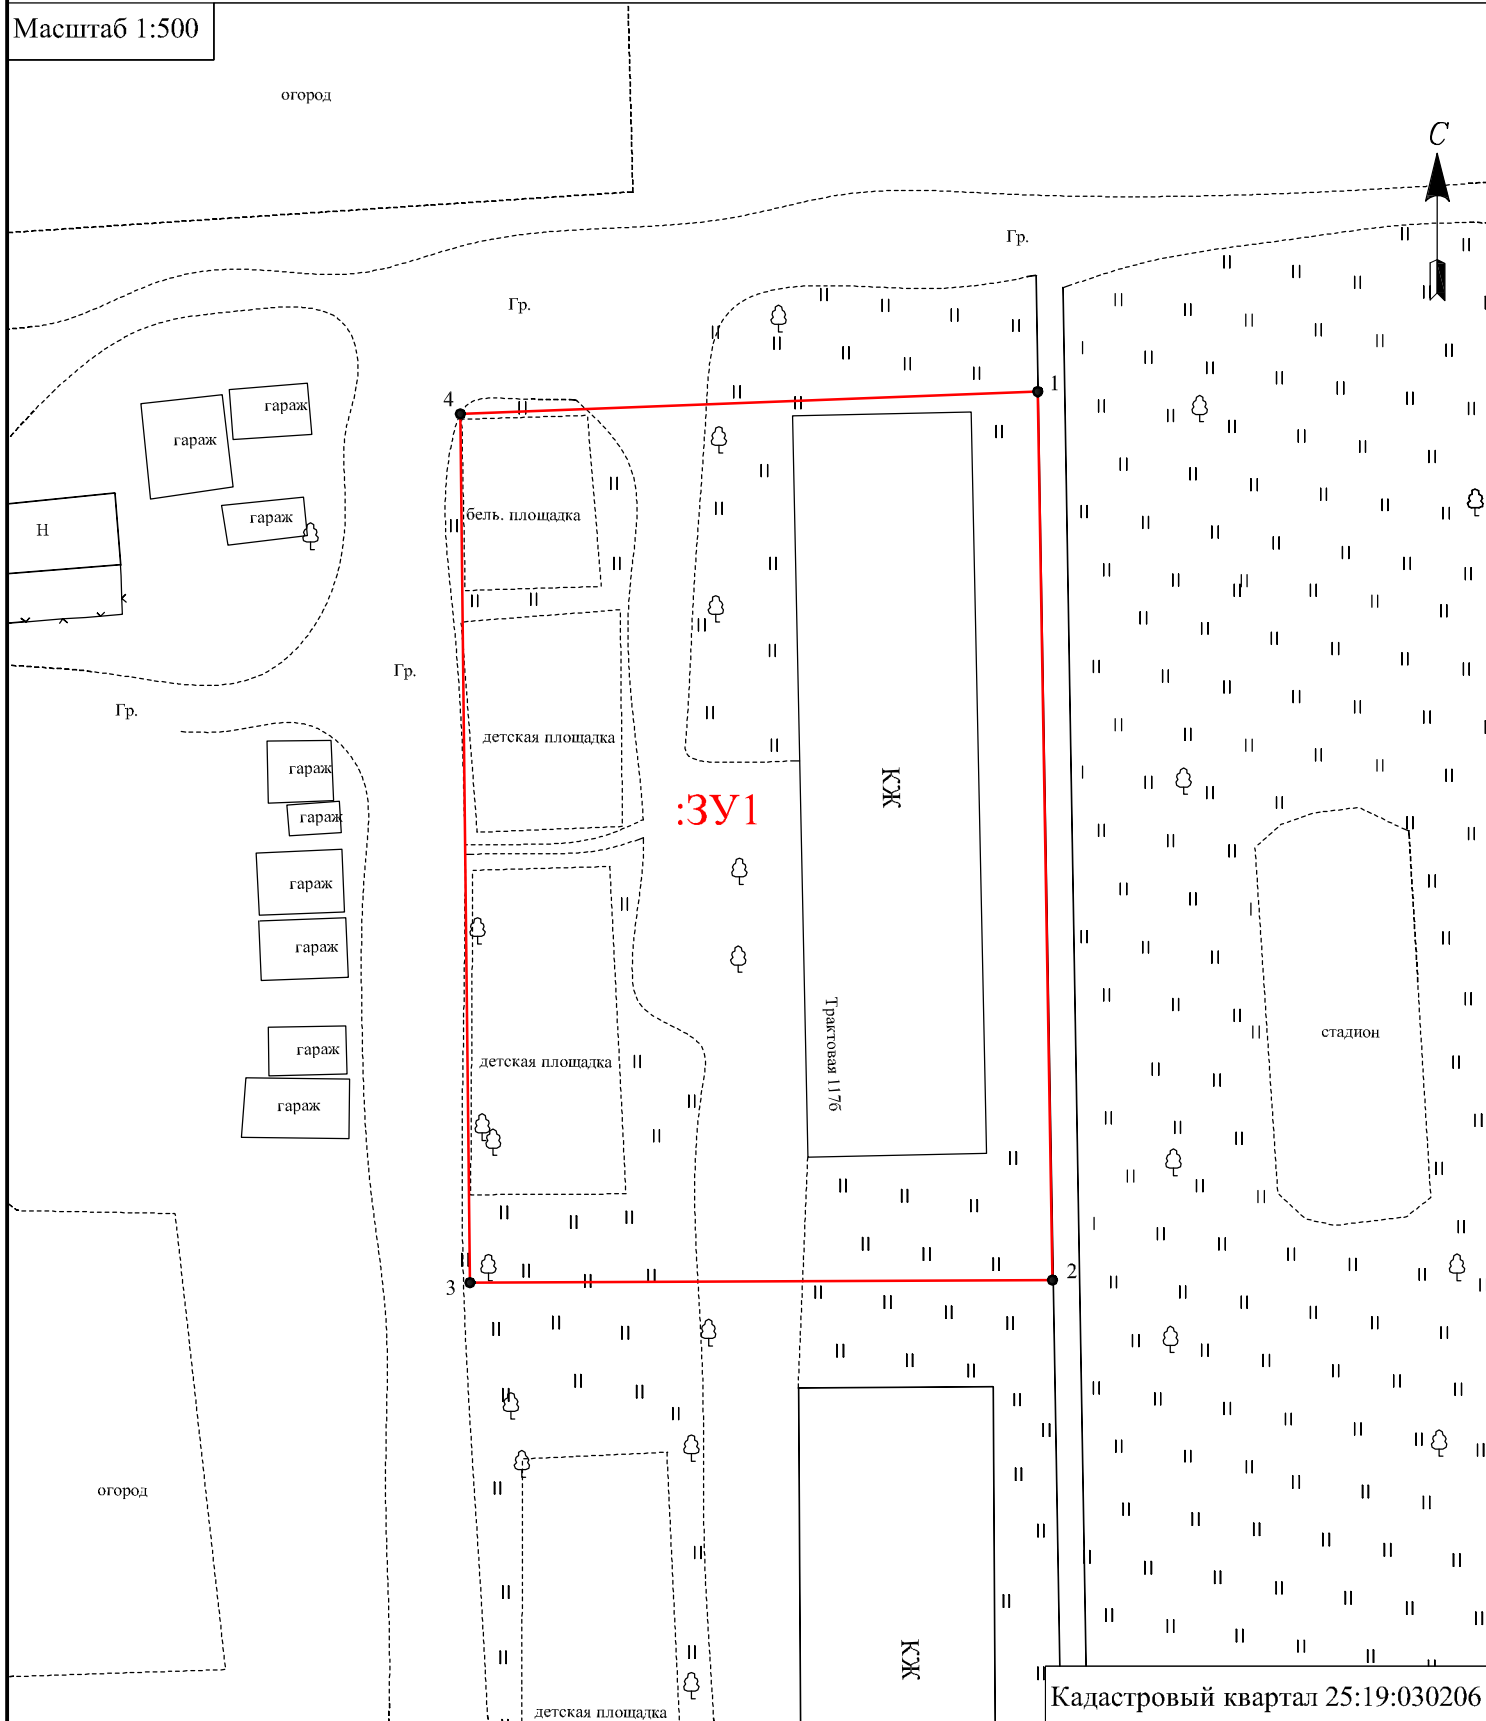 Масштаб 1:500
огород
С
Гр.
Гр.
4
1
гараж
гараж
бель. площадка
гараж
Н
Гр.
Гр.
детская площадка
гараж
КЖ
:ЗУ1
гараж
гараж
гараж
Трактовая 117б
стадион
гараж
детская площадка
гараж
2
3
огород
КЖ
Кадастровый квартал 25:19:030206
детская площадка